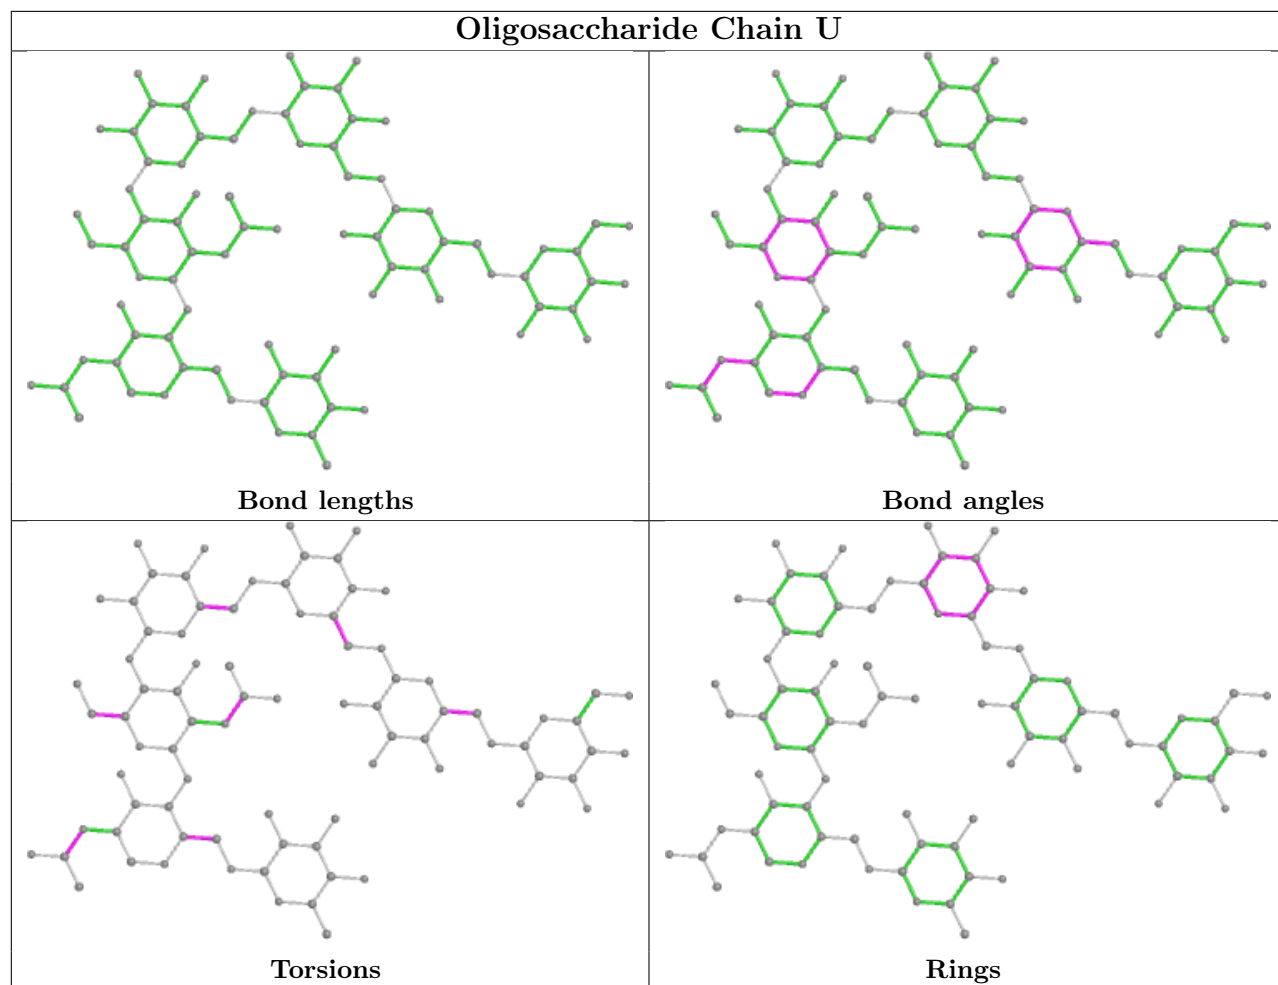 Oligosaccharide Chain U
Bond lengths
Bond angles
Torsions
Rings